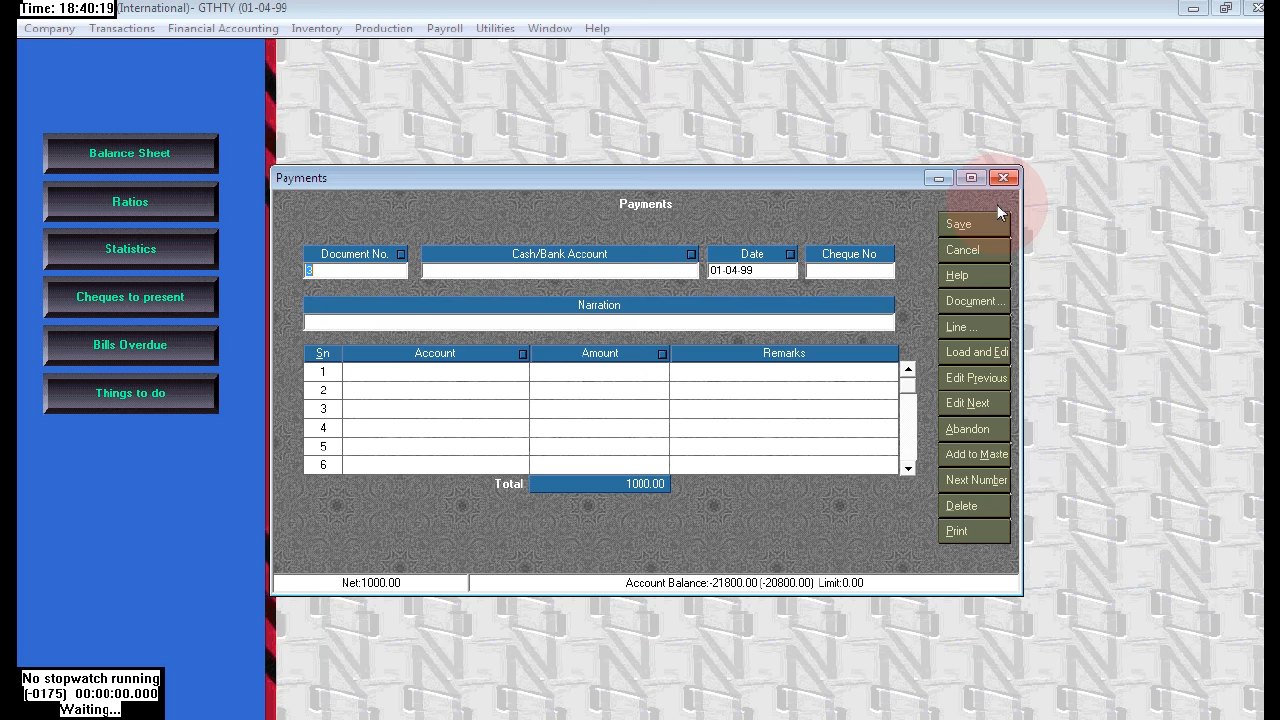 Time: 18:40:19 (International)- GTHTY (01-04-99
Company Transactions Financial Accounting Inventory Production Payroll Utilities Window Help
Balance Sheet
Ratios
Statistics
Cheques to present
Bills Overdue
Things to do
Payments
Payments
Document No. Cash/Bank Account Date Cheque No
3 01-04-99
Narration
Sn Account Amount Remarks
1
2
3
4
5
6
Total 1000.00
Save
Cancel
Help
Document ...
Line ...
Load and Edi
Edit Previous
Edit Next
Abandon
Add to Maste
Next Number
Delete
Print
Net:1000.00 Account Balance:-21800.00 (-20800.00) Limit:0.00
No stopwatch running
(-0175) 00:00:00.000
Waiting...